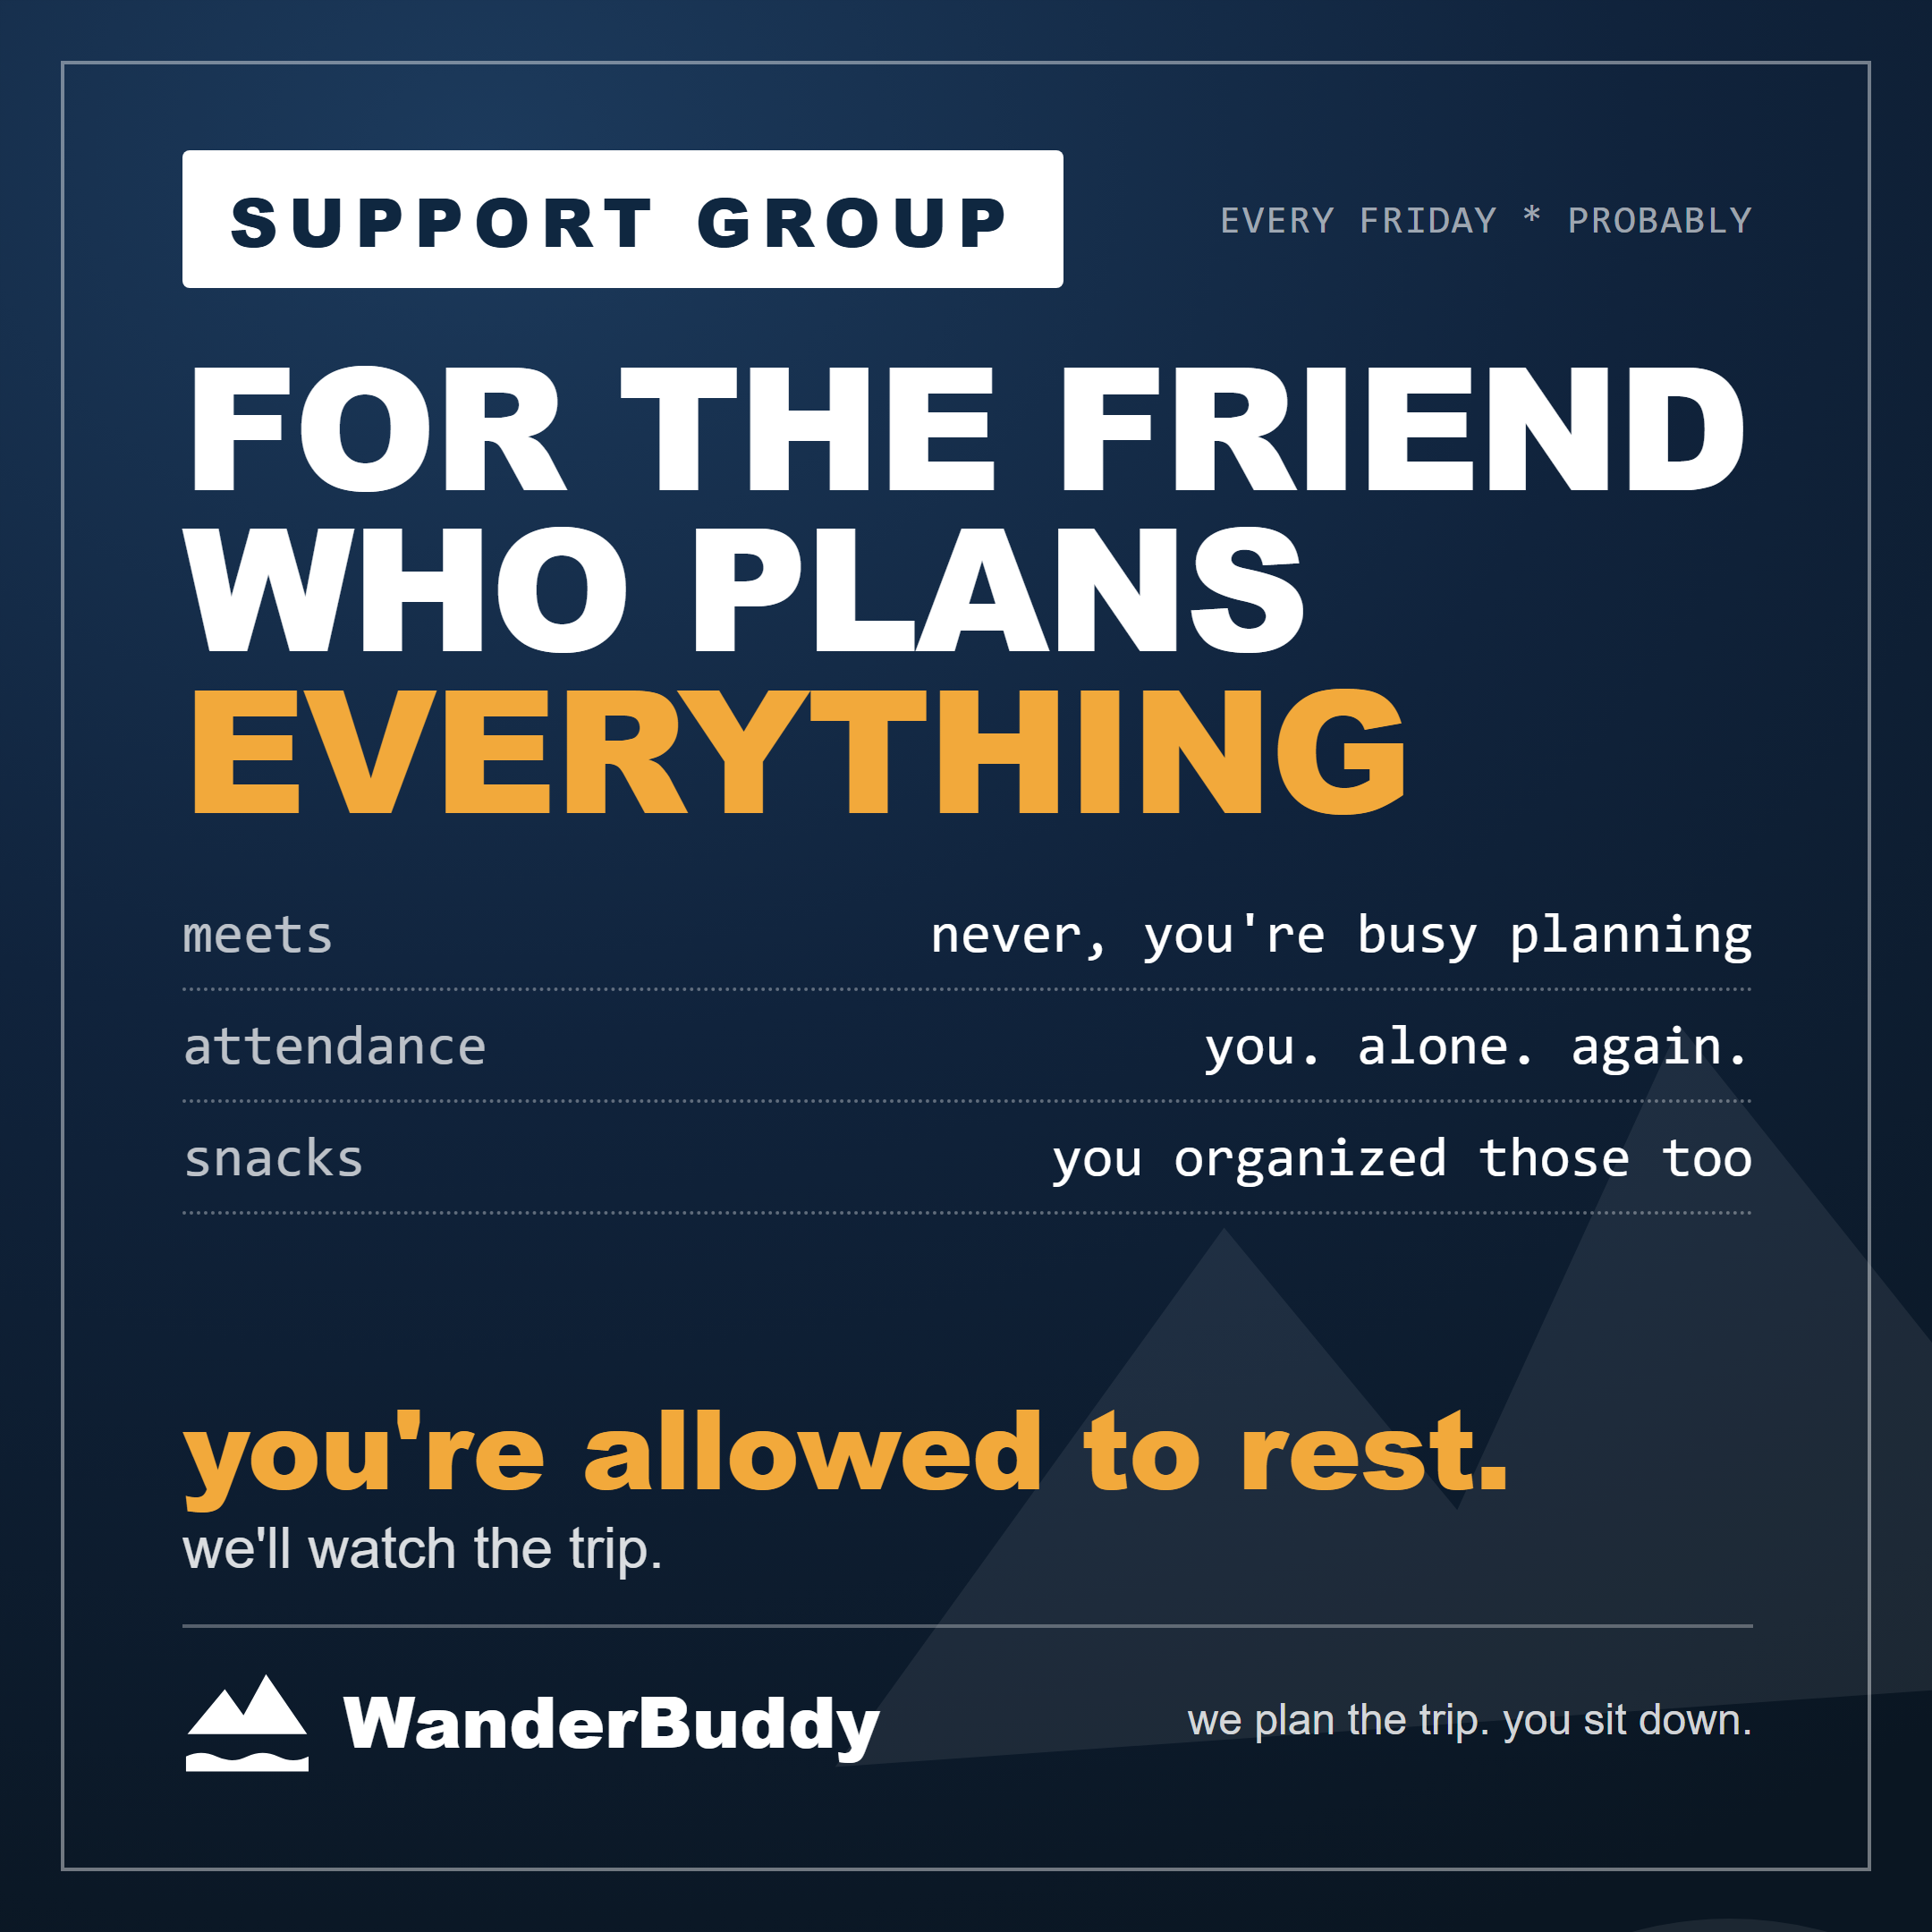 SUPPORT GROUP
EVERY FRIDAY * PROBABLY
FOR THE FRIEND
WHO PLANS
EVERYTHING
meets never, you're busy planning
attendance you. alone. again.
snacks you organized those too
you're allowed to rest.
we'll watch the trip.
WanderBuddy
we plan the trip. you sit down.